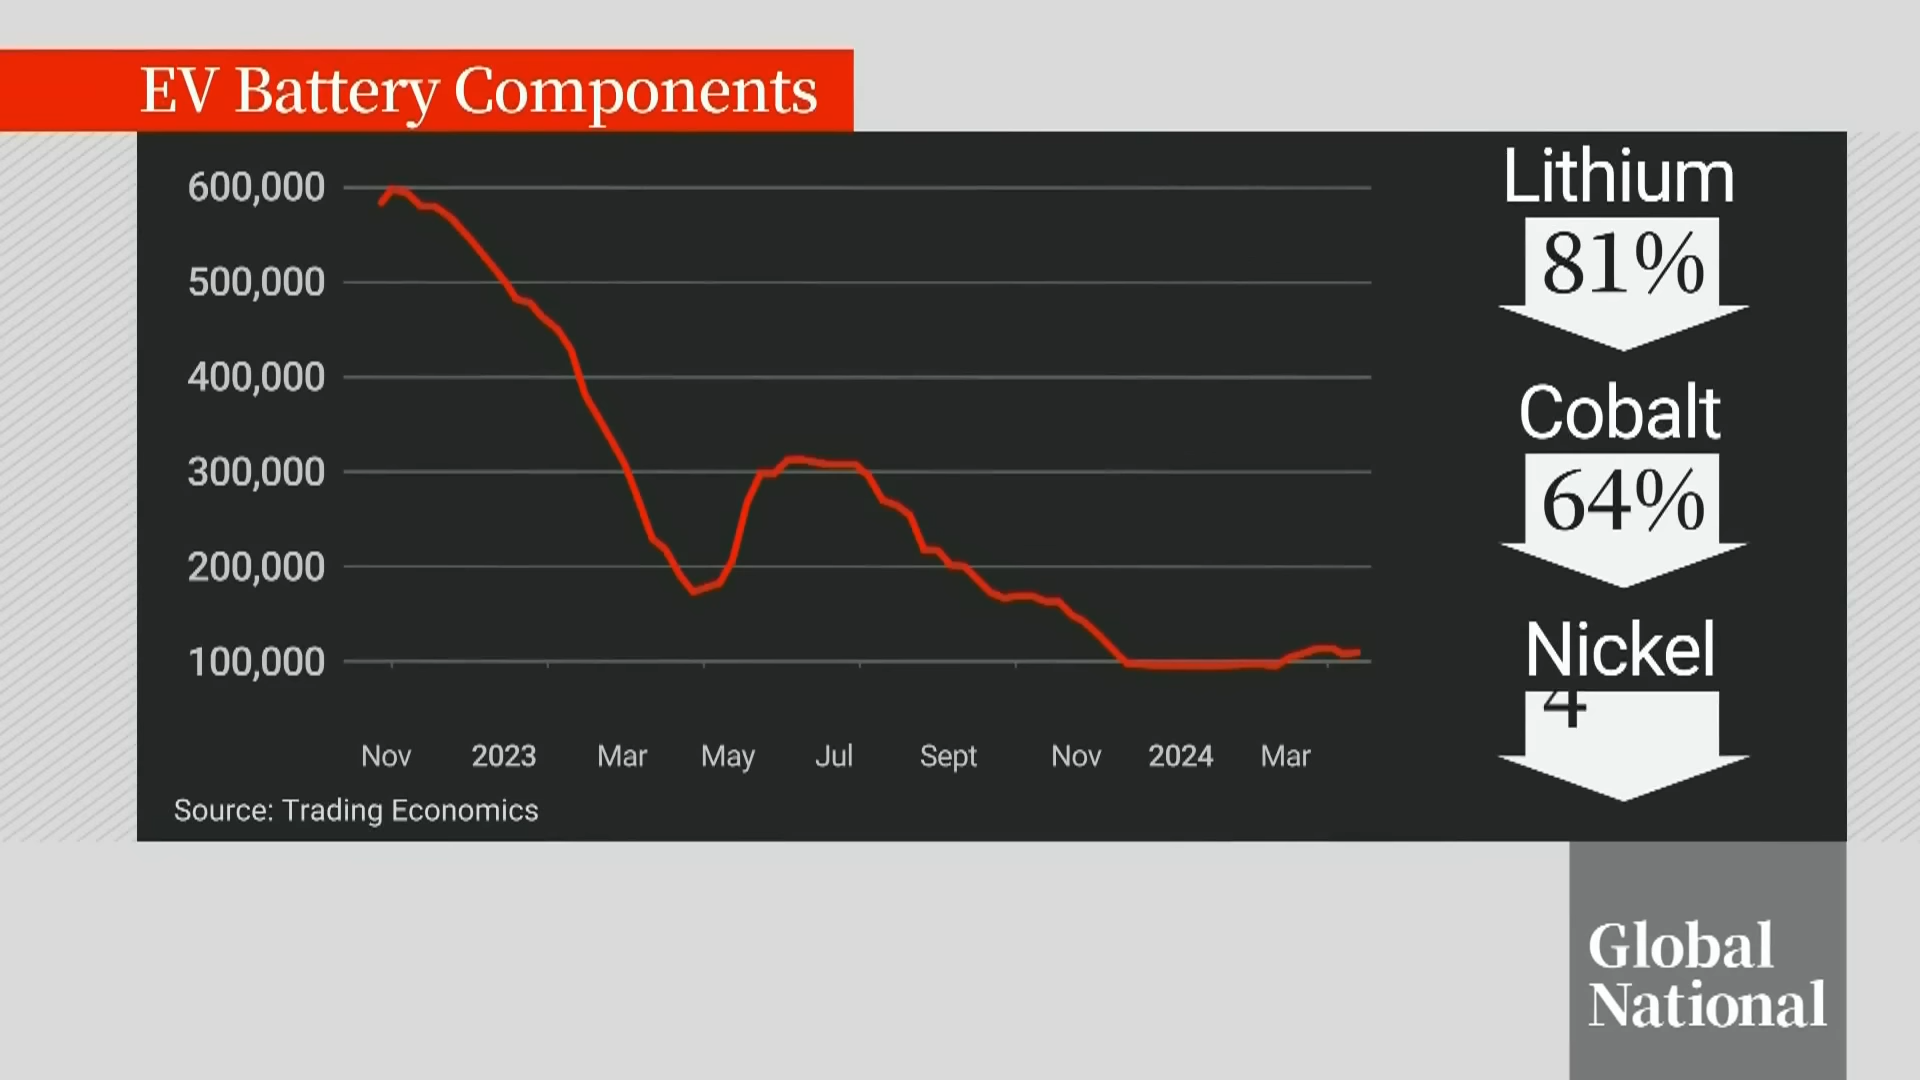 EV Battery Components
600,000
500,000
400,000
300,000
200,000
100,000
Nov 2023 Mar May Jul Sept Nov 2024 Mar
Source: Trading Economics
Lithium
81%
Cobalt
64%
Nickel
4
Global
National